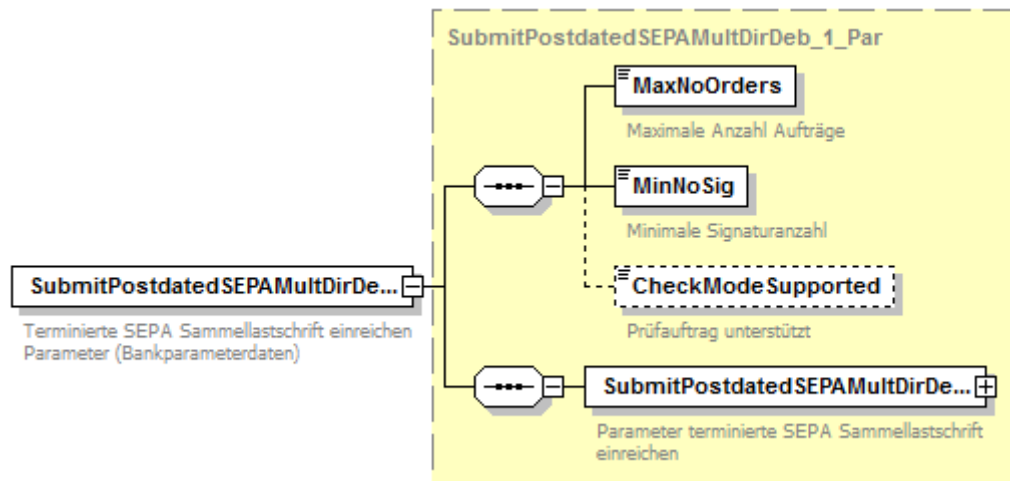 SubmitPostdatedSEPAMultDirDeb_1_Par
MaxNoOrders
Maximale Anzahl Aufträge
MinNoSig
Minimale Signaturanzahl
CheckModeSupported
Prüfauftrag unterstützt
SubmitPostdatedSEPAMultDirDe...
Terminierte SEPA Sammellastschrift einreichen
Parameter (Bankparameterdaten)
SubmitPostdatedSEPAMultDirDe...
Parameter terminierte SEPA Sammellastschrift
einreichen